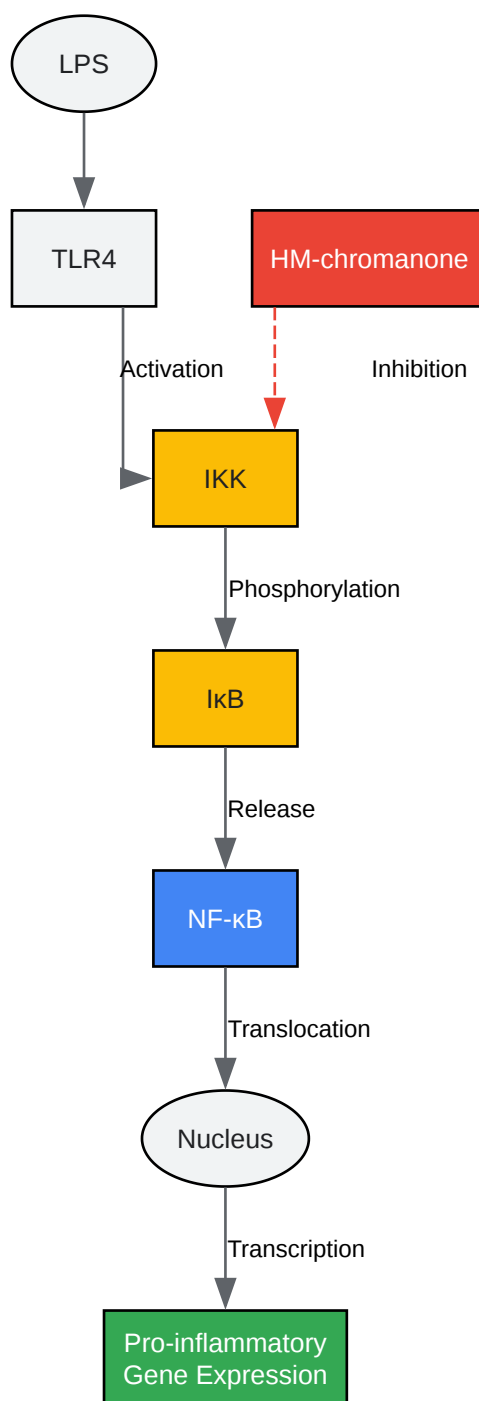 LPS
TLR4
HM-chromanone
Activation
Inhibition
IKK
Phosphorylation
IκB
Release
NF-κB
Translocation
Nucleus
Transcription
Pro-inflammatory
Gene Expression